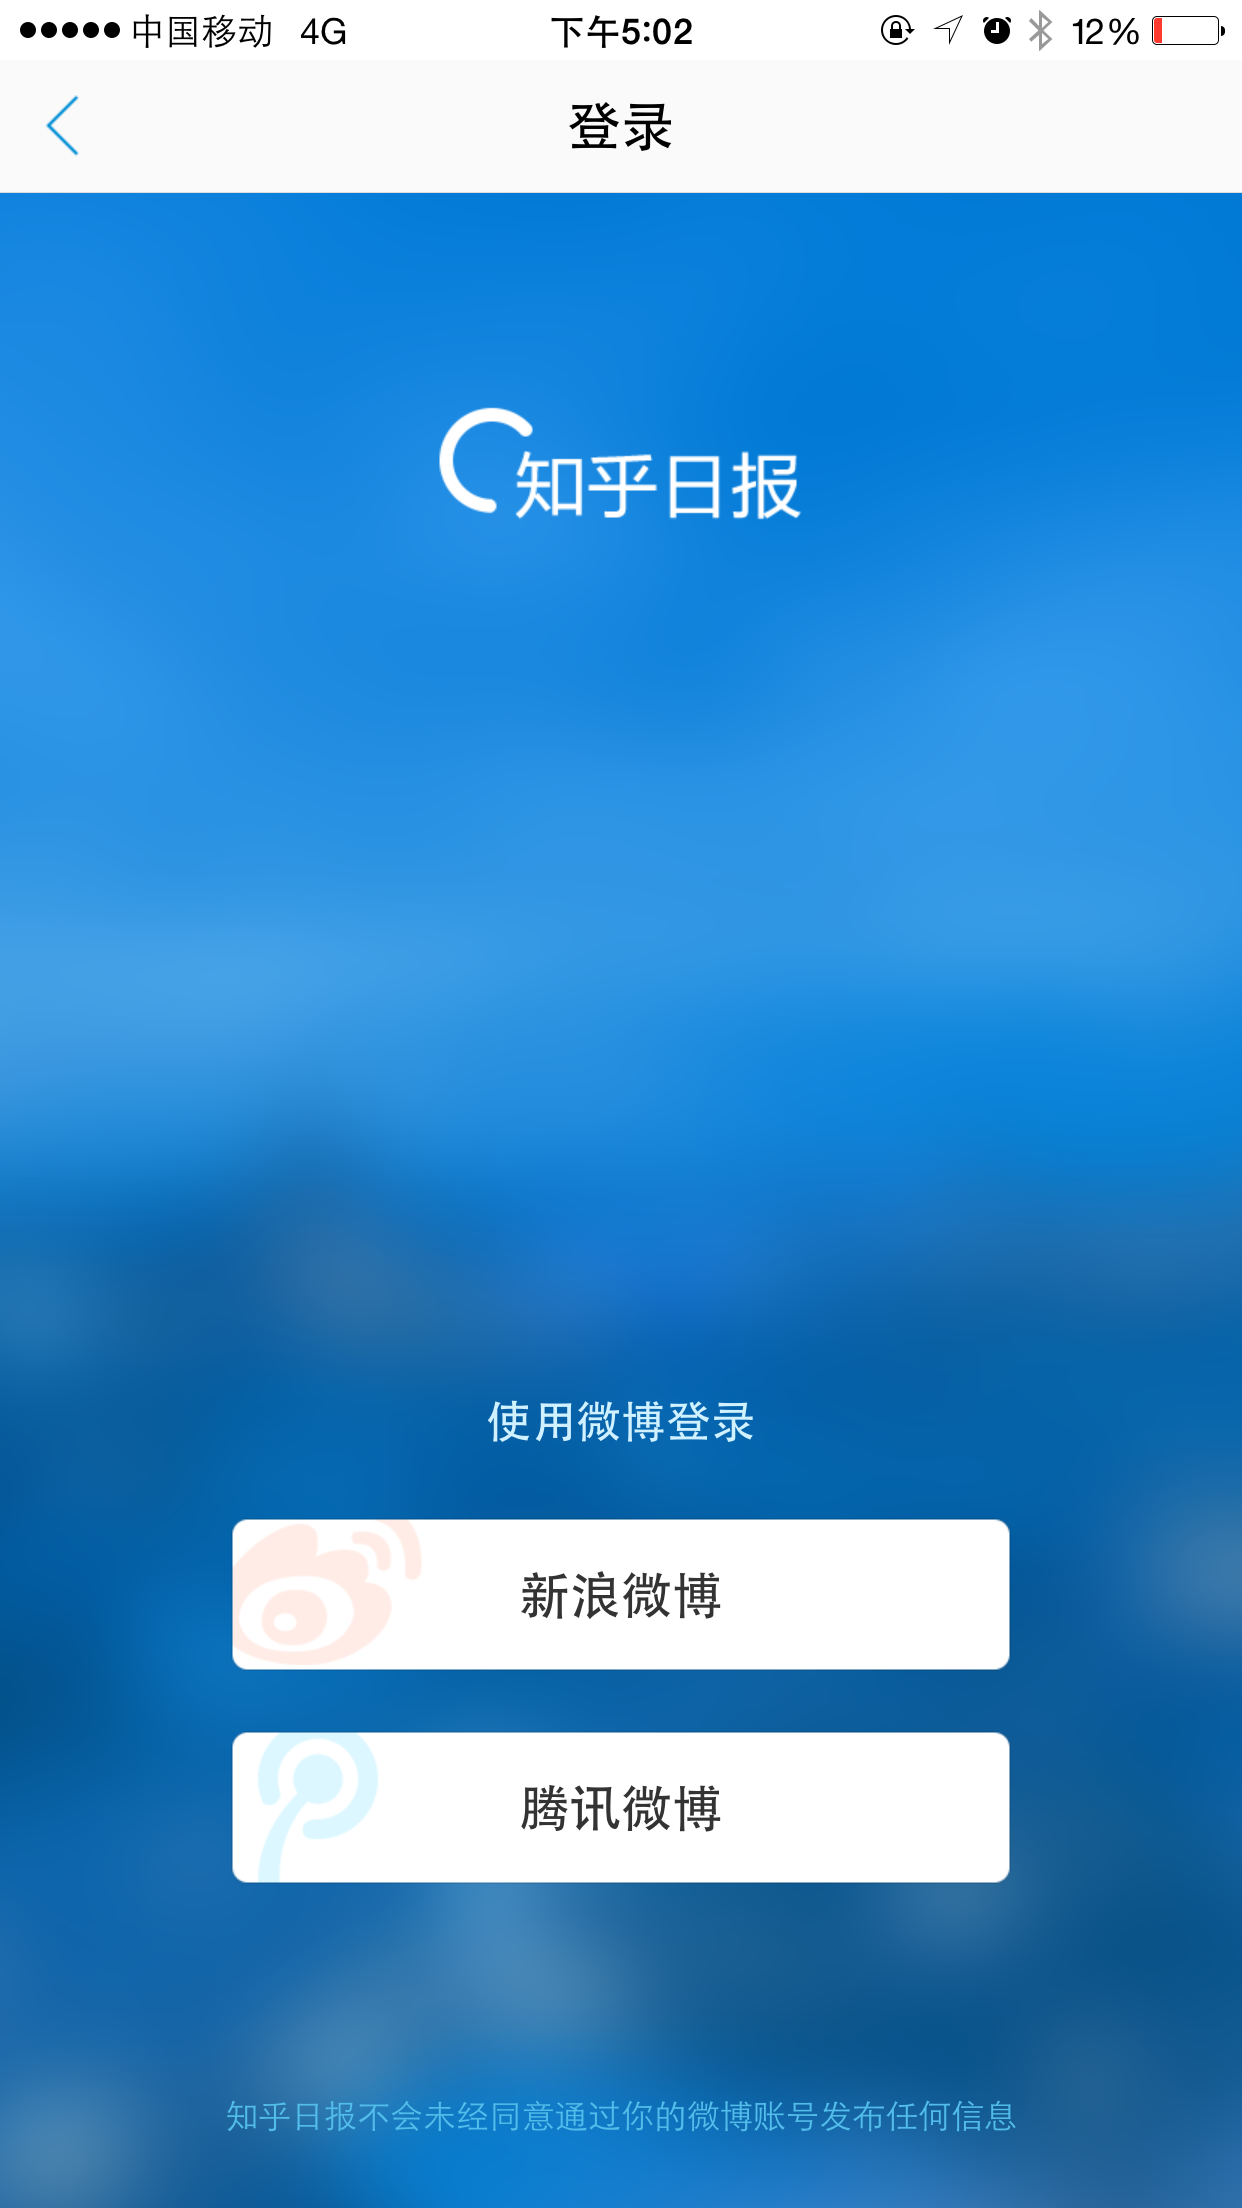 中国移动 4G 下午5:02 12%
登录
知乎日报
使用微博登录
新浪微博
腾讯微博
知乎日报不会未经同意通过你的微博账号发布任何信息